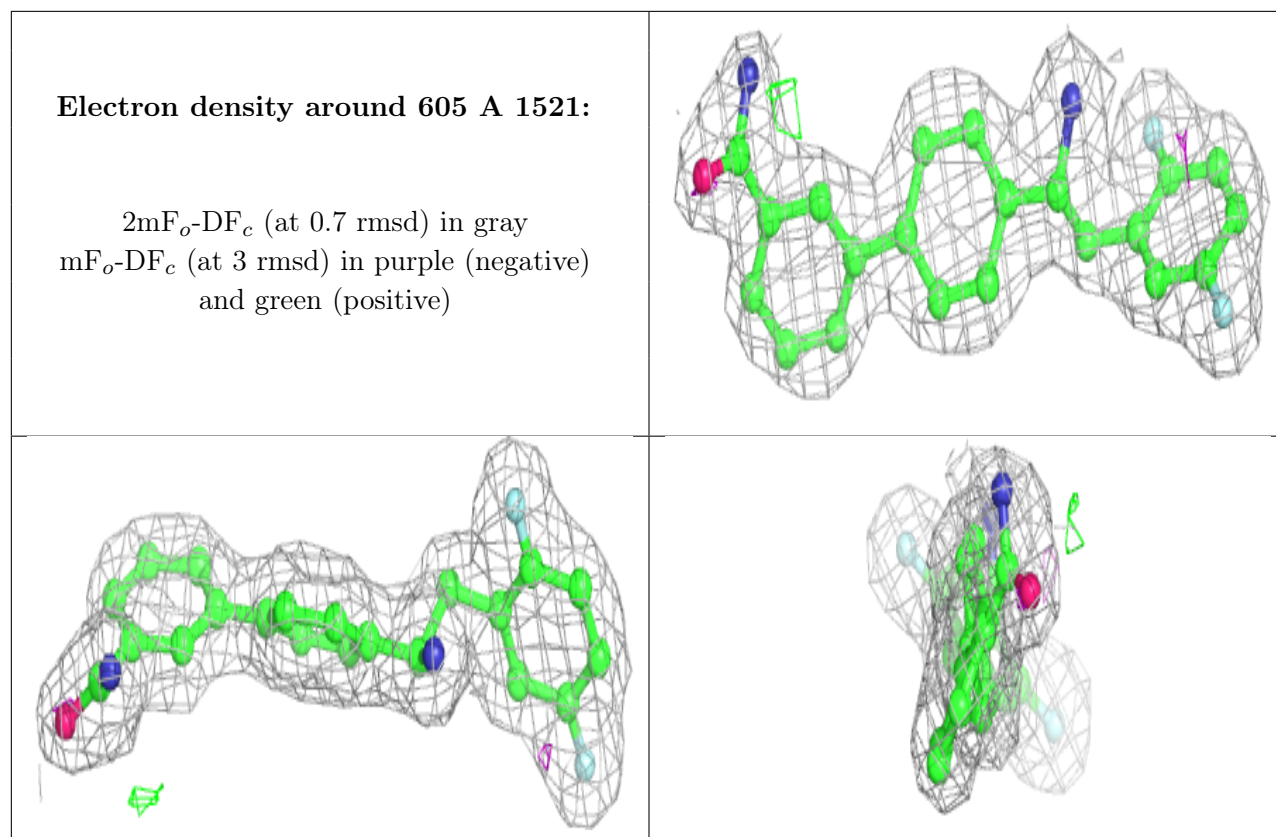 Electron density around 605 A 1521:
2mFo-DFc (at 0.7 rmsd) in gray
mFo-DFc (at 3 rmsd) in purple (negative)
and green (positive)